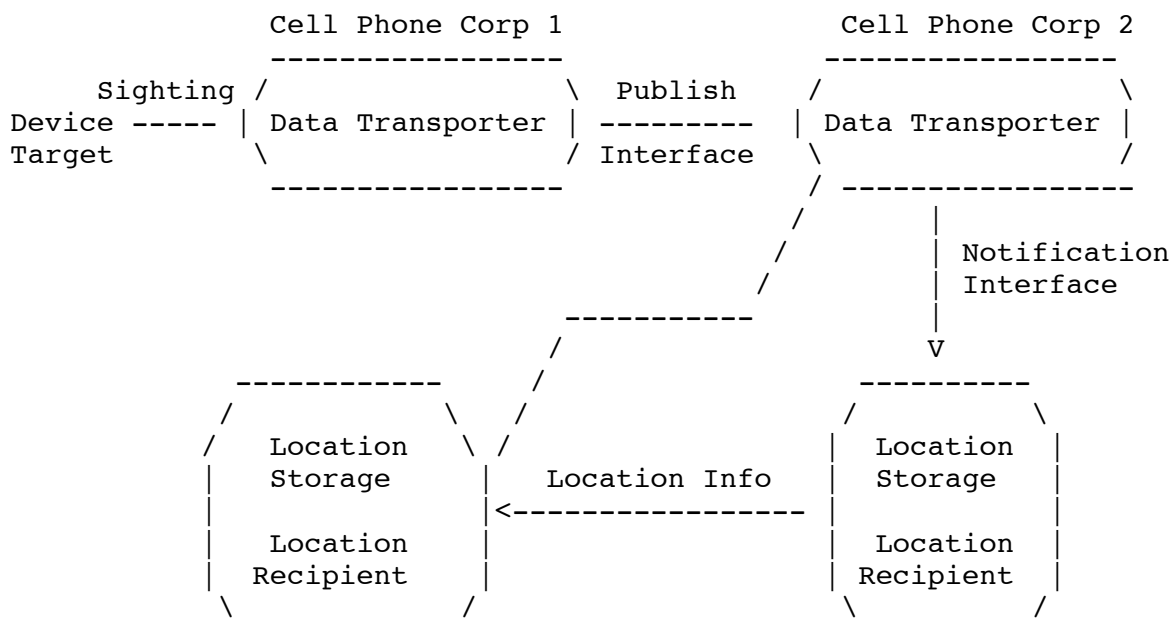 Cell Phone Corp 1 Cell Phone Corp 2
Sighting Publish
Device Data Transporter Data Transporter
Target Interface
Notification
Interface
Location Location
Storage Location Info Storage
Location Location
Recipient Recipient